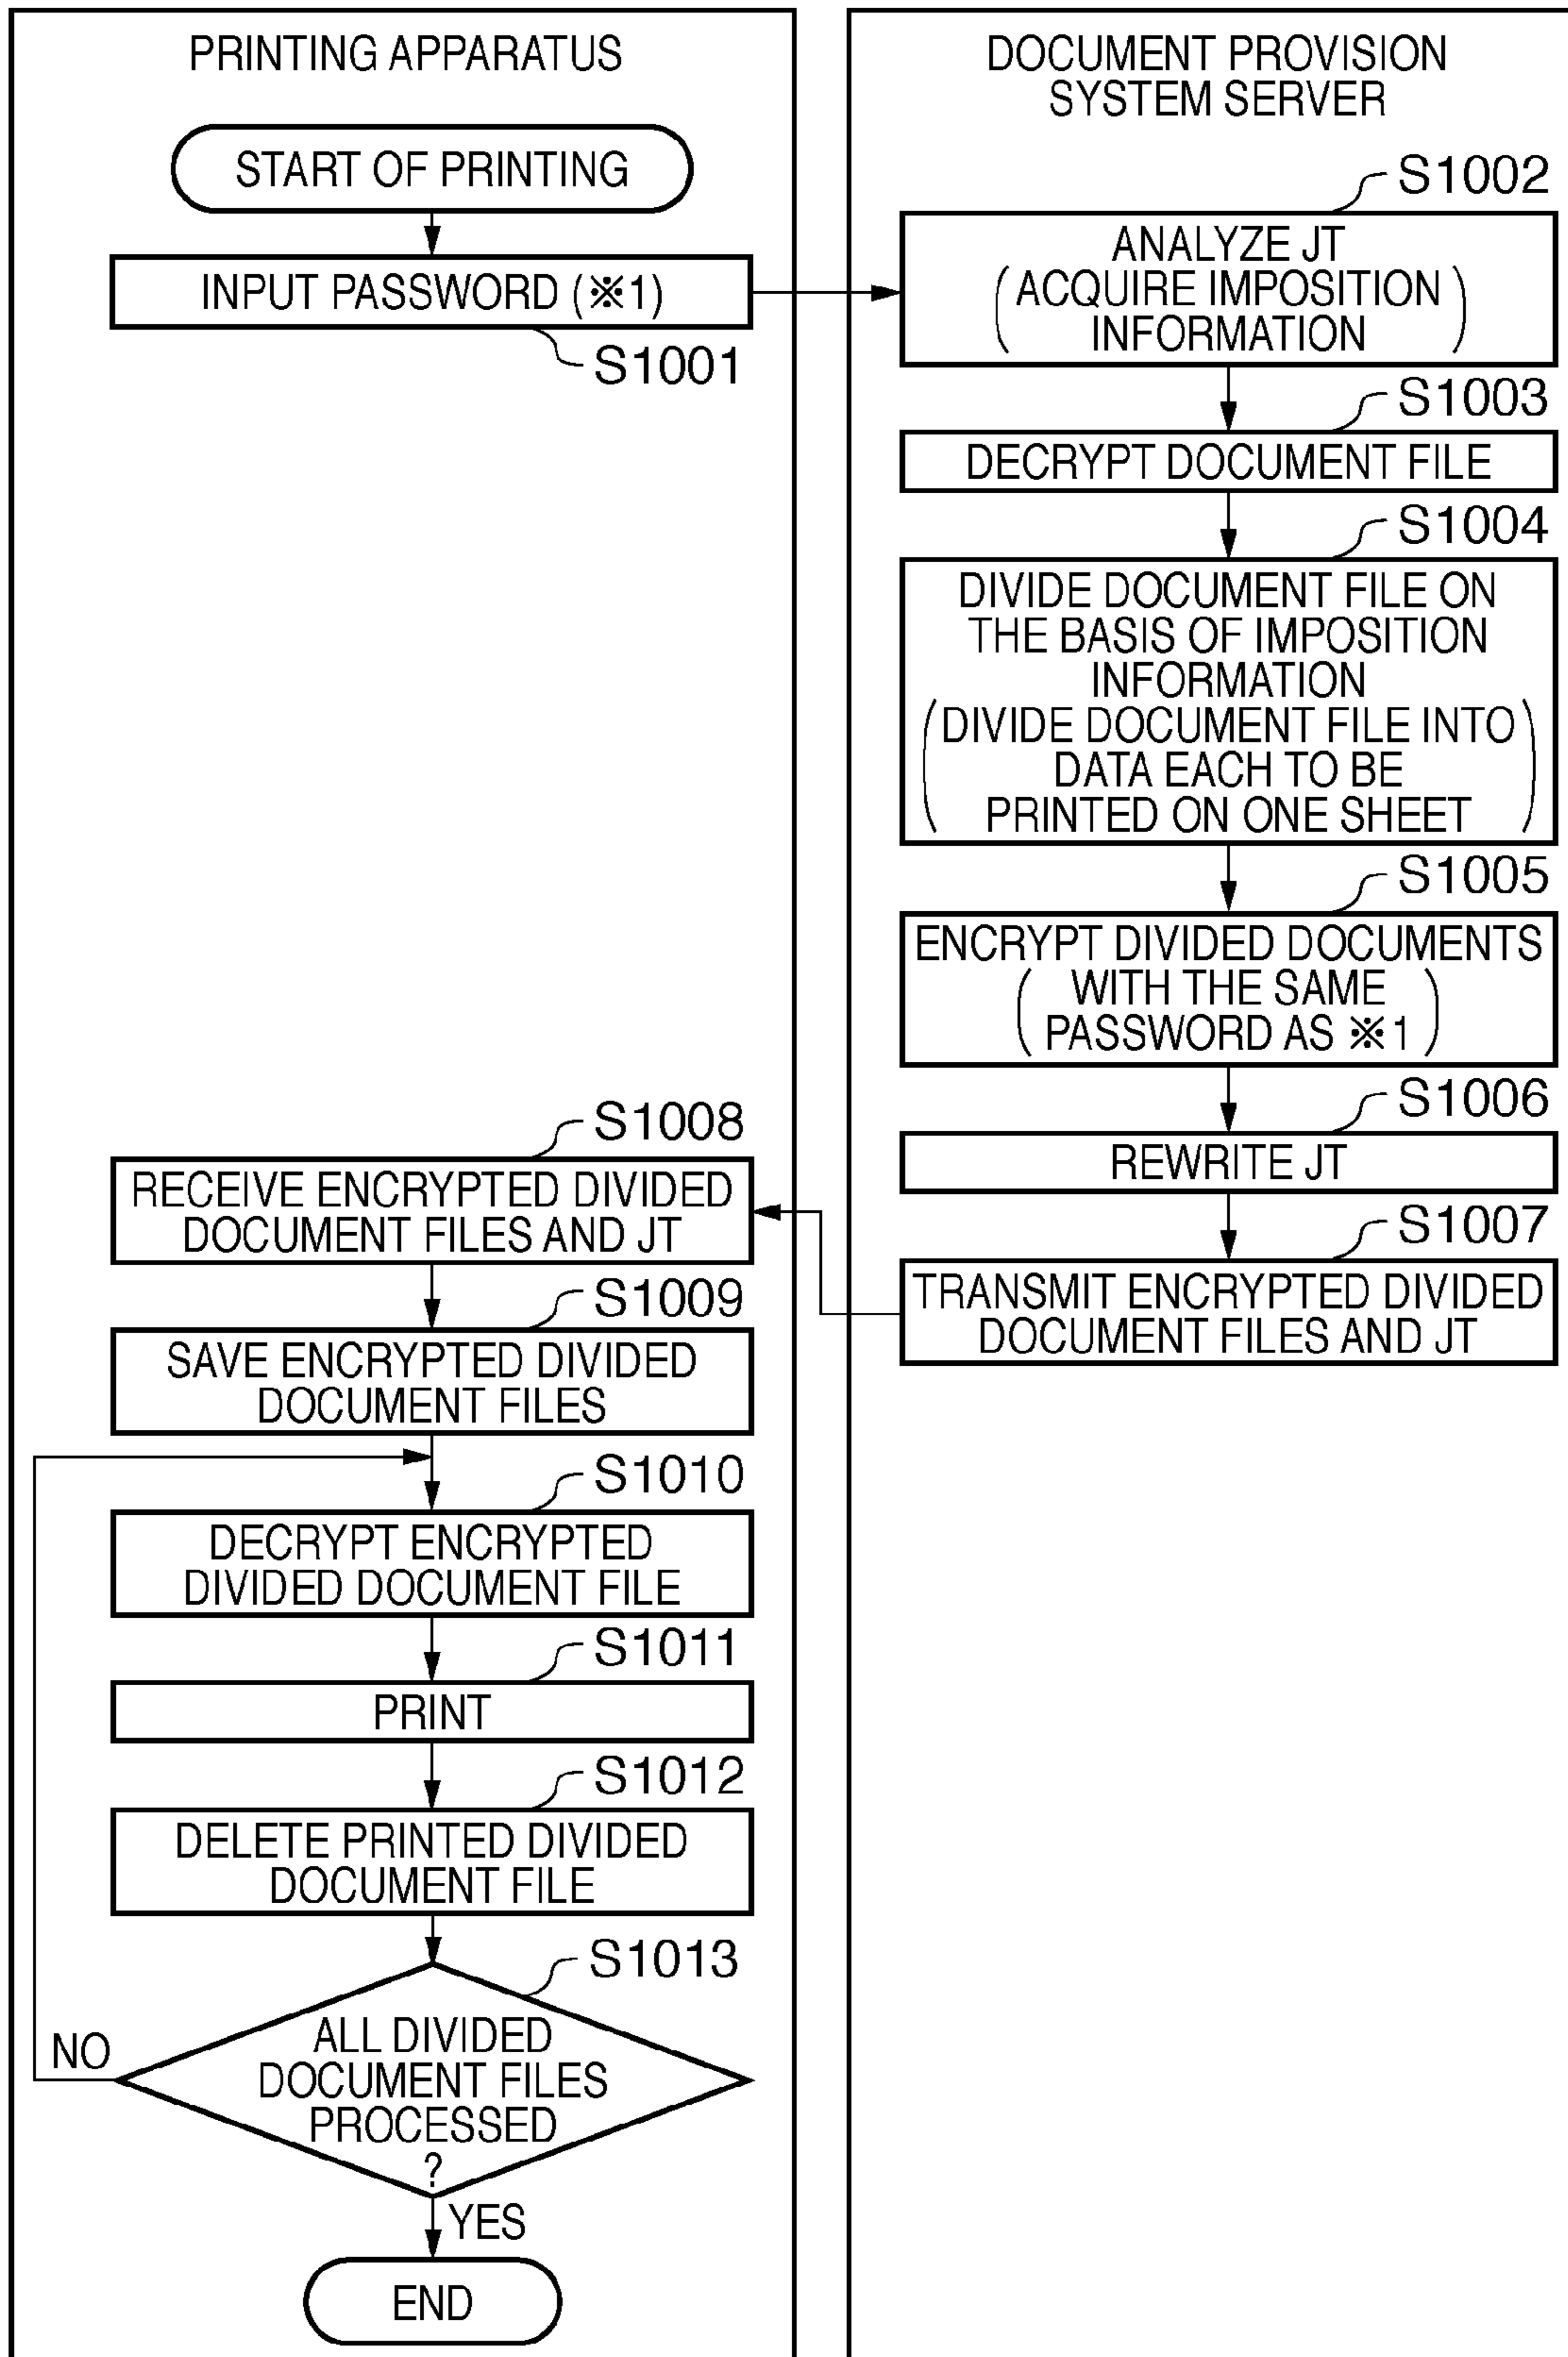 PRINTING APPARATUS
START OF PRINTING
INPUT PASSWORD (※1)
S1001
DOCUMENT PROVISION
SYSTEM SERVER
S1002
ANALYZE JT
(ACQUIRE IMPOSITION
INFORMATION)
S1003
DECRYPT DOCUMENT FILE
S1004
DIVIDE DOCUMENT FILE ON
THE BASIS OF IMPOSITION
INFORMATION
(DIVIDE DOCUMENT FILE INTO
DATA EACH TO BE
PRINTED ON ONE SHEET)
S1005
ENCRYPT DIVIDED DOCUMENTS
(WITH THE SAME
PASSWORD AS ※1)
S1006
REWRITE JT
S1007
TRANSMIT ENCRYPTED DIVIDED
DOCUMENT FILES AND JT
S1008
RECEIVE ENCRYPTED DIVIDED
DOCUMENT FILES AND JT
S1009
SAVE ENCRYPTED DIVIDED
DOCUMENT FILES
S1010
DECRYPT ENCRYPTED
DIVIDED DOCUMENT FILE
S1011
PRINT
S1012
DELETE PRINTED DIVIDED
DOCUMENT FILE
S1013
ALL DIVIDED
DOCUMENT FILES
PROCESSED
?
NO
YES
END